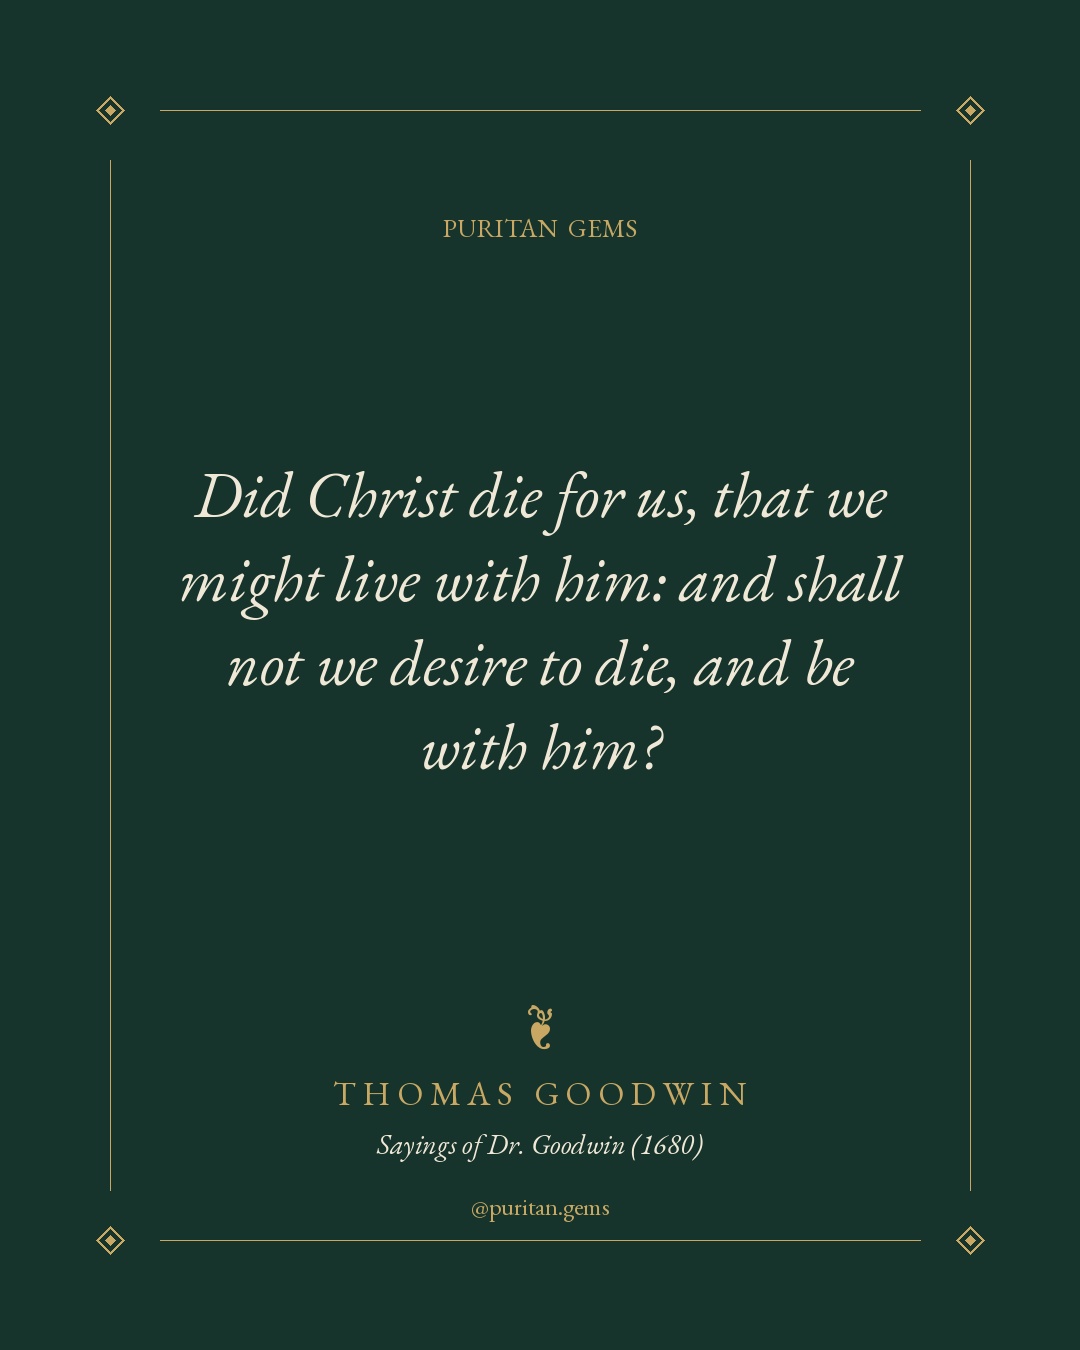 PURITAN GEMS
Did Christ die for us, that we
might live with him: and shall
not we desire to die, and be
with him?
THOMAS GOODWIN
Sayings of Dr. Goodwin (1680)
@puritan.gems